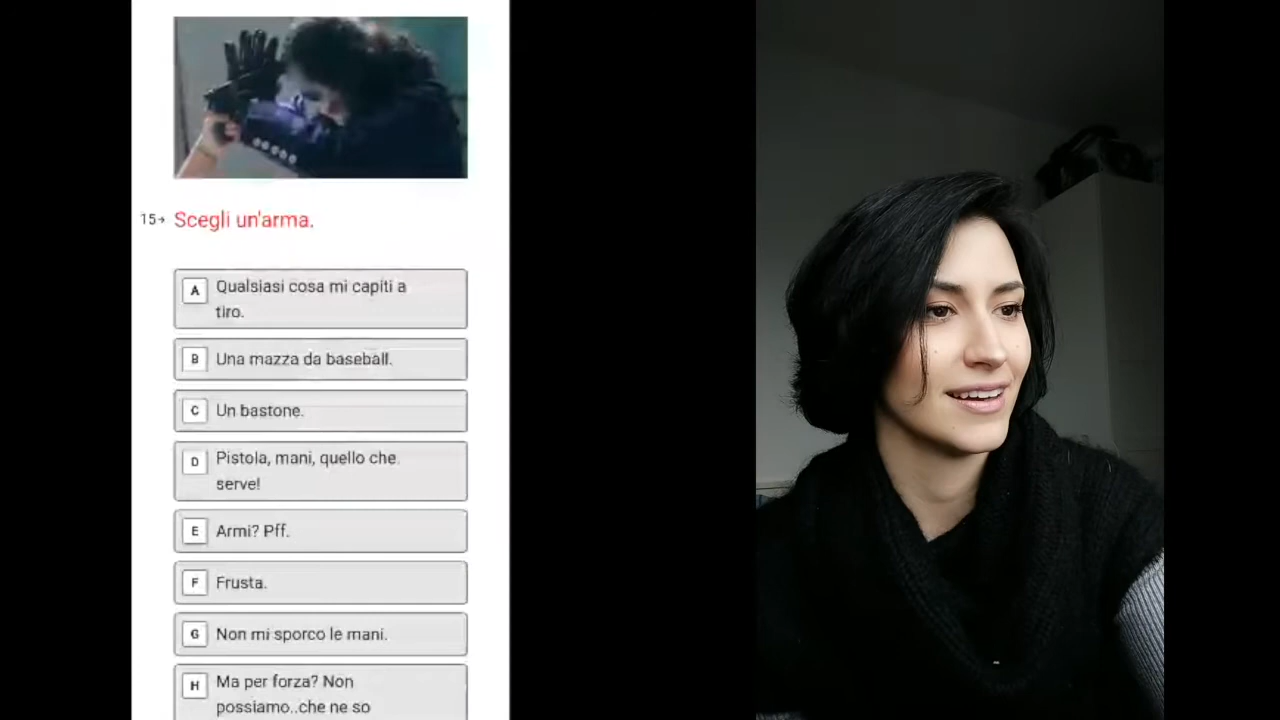 15→ Scegli un'arma.
A Qualsiasi cosa mi capiti a
tiro.
B Una mazza da baseball.
C Un bastone.
D Pistola, mani, quello che
serve!
E Armi? Pff.
F Frusta.
G Non mi sporco le mani.
H Ma per forza? Non
possiamo..che ne so